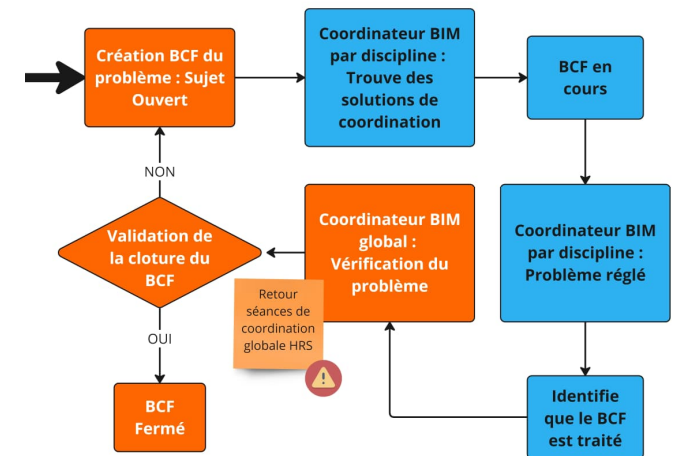 Création BCF du
problème : Sujet
Ouvert
Coordinateur BIM
par discipline :
Trouve des
solutions de
coordination
BCF en
cours
NON
Validation de
la cloture du
BCF
Coordinateur BIM
global :
Vérification du
problème
Coordinateur BIM
par discipline :
Problème réglé
Retour
séances de
coordination
globale HRS
OUI
BCF
Fermé
Identifie
que le BCF
est traité